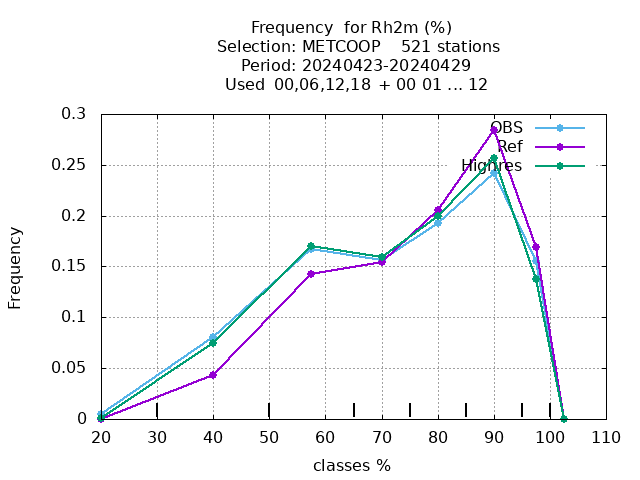 Frequency for Rh2m (%)
Selection: METCOOP 521 stations
Period: 20240423-20240429
Used 00,06,12,18 + 00 01 ... 12
OBS
Ref
Highres
Frequency
0.3
0.25
0.2
0.15
0.1
0.05
0
20 30 40 50 60 70 80 90 100 110
classes %